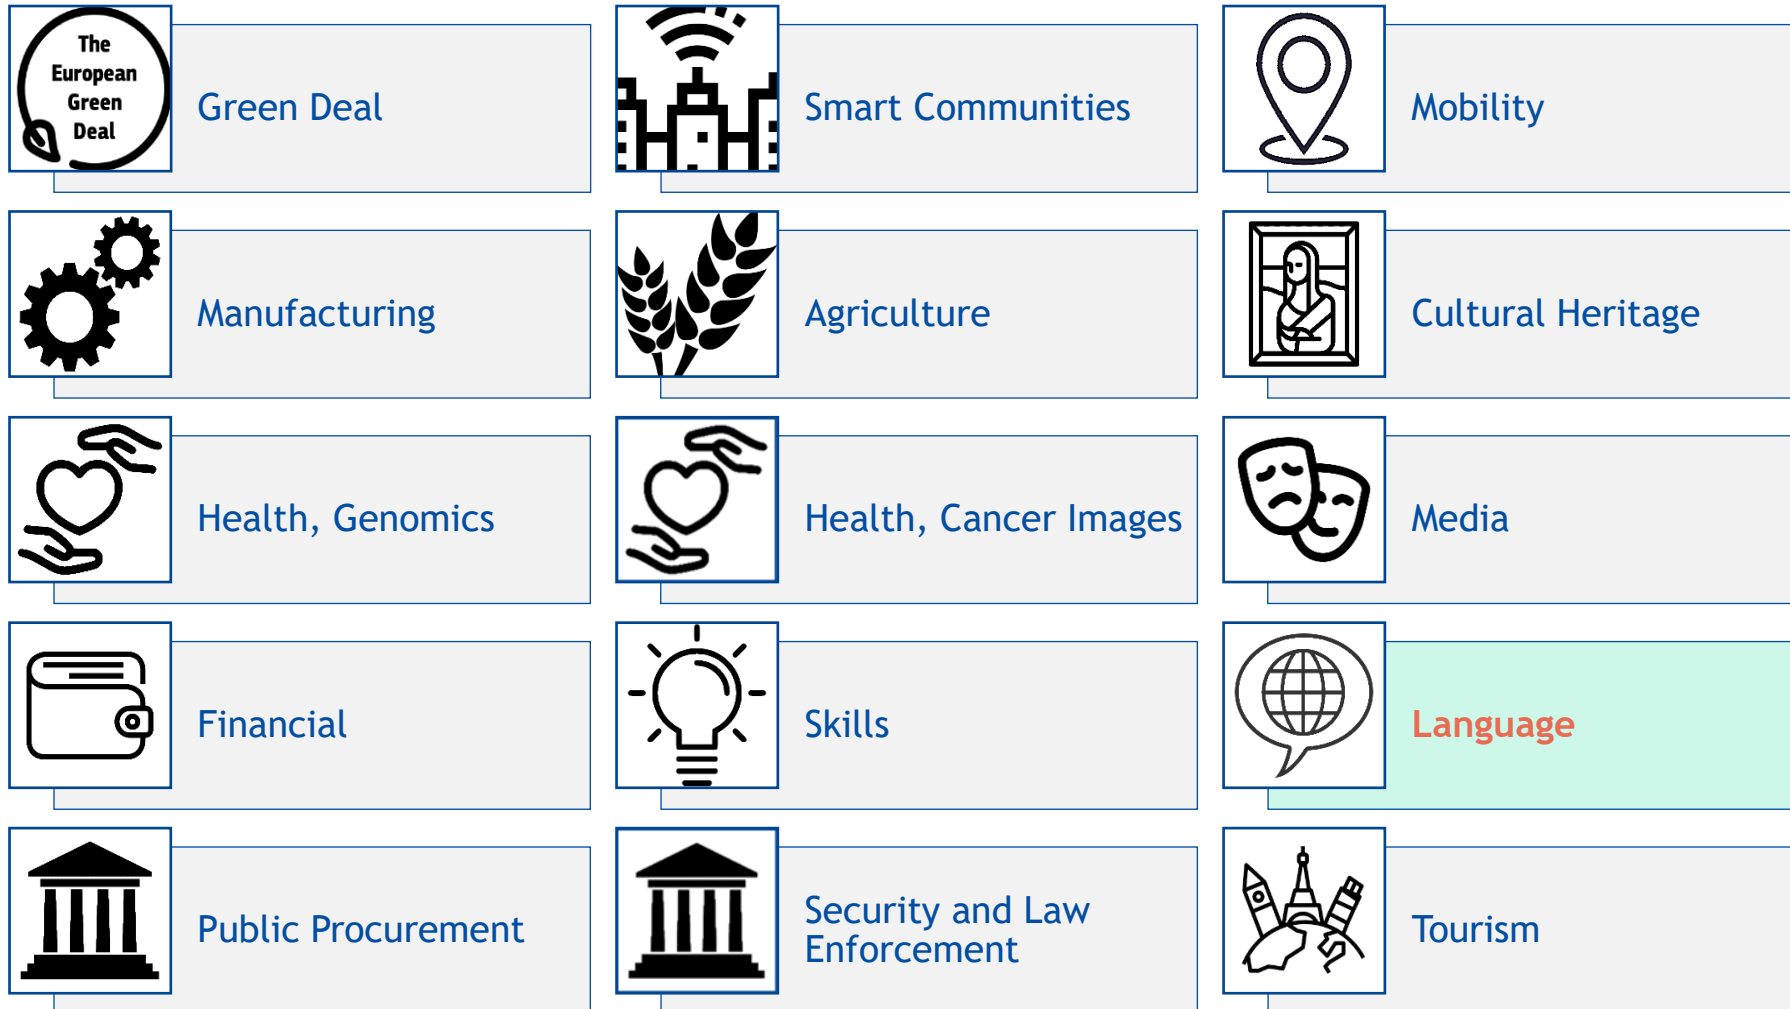 The
European
Green
Deal
Green Deal
Smart Communities
Mobility
Manufacturing
Agriculture
Cultural Heritage
Health, Genomics
Health, Cancer Images
Media
Financial
Skills
Language
Public Procurement
Security and Law
Enforcement
Tourism